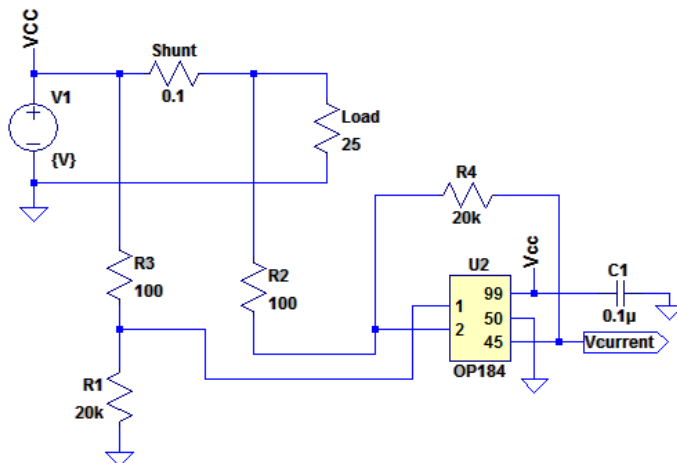 VCC
Shunt
0.1
V1
{V}
Load
25
R4
20k
R3
100
R2
100
U2
Vcc
C1
0.1µ
1
2
99
50
45
Vcurrent
OP184
R1
20k